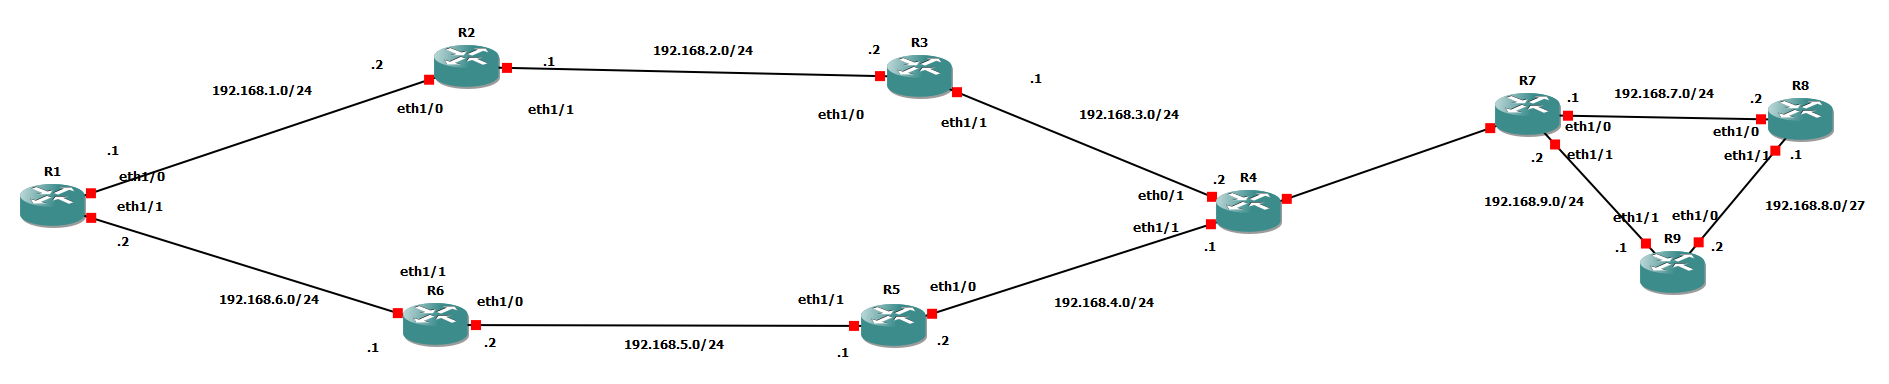 R2
.2
192.168.2.0/24
.1
.2
R3
192.168.1.0/24
eth1/0
eth1/1
eth1/0
.1
eth1/1
192.168.3.0/24
R7
.1
192.168.7.0/24
.2
R8
eth1/0
eth1/0
.2
eth1/1
eth1/1
.1
.1
R1
eth1/0
eth1/1
.2
.2
R4
eth0/1
eth1/1
.1
192.168.9.0/24
192.168.8.0/27
eth1/1
eth1/0
.1
R9
.2
192.168.6.0/24
eth1/1
R6
eth1/0
.1
.2
192.168.5.0/24
eth1/1
R5
eth1/0
.1
.2
192.168.4.0/24